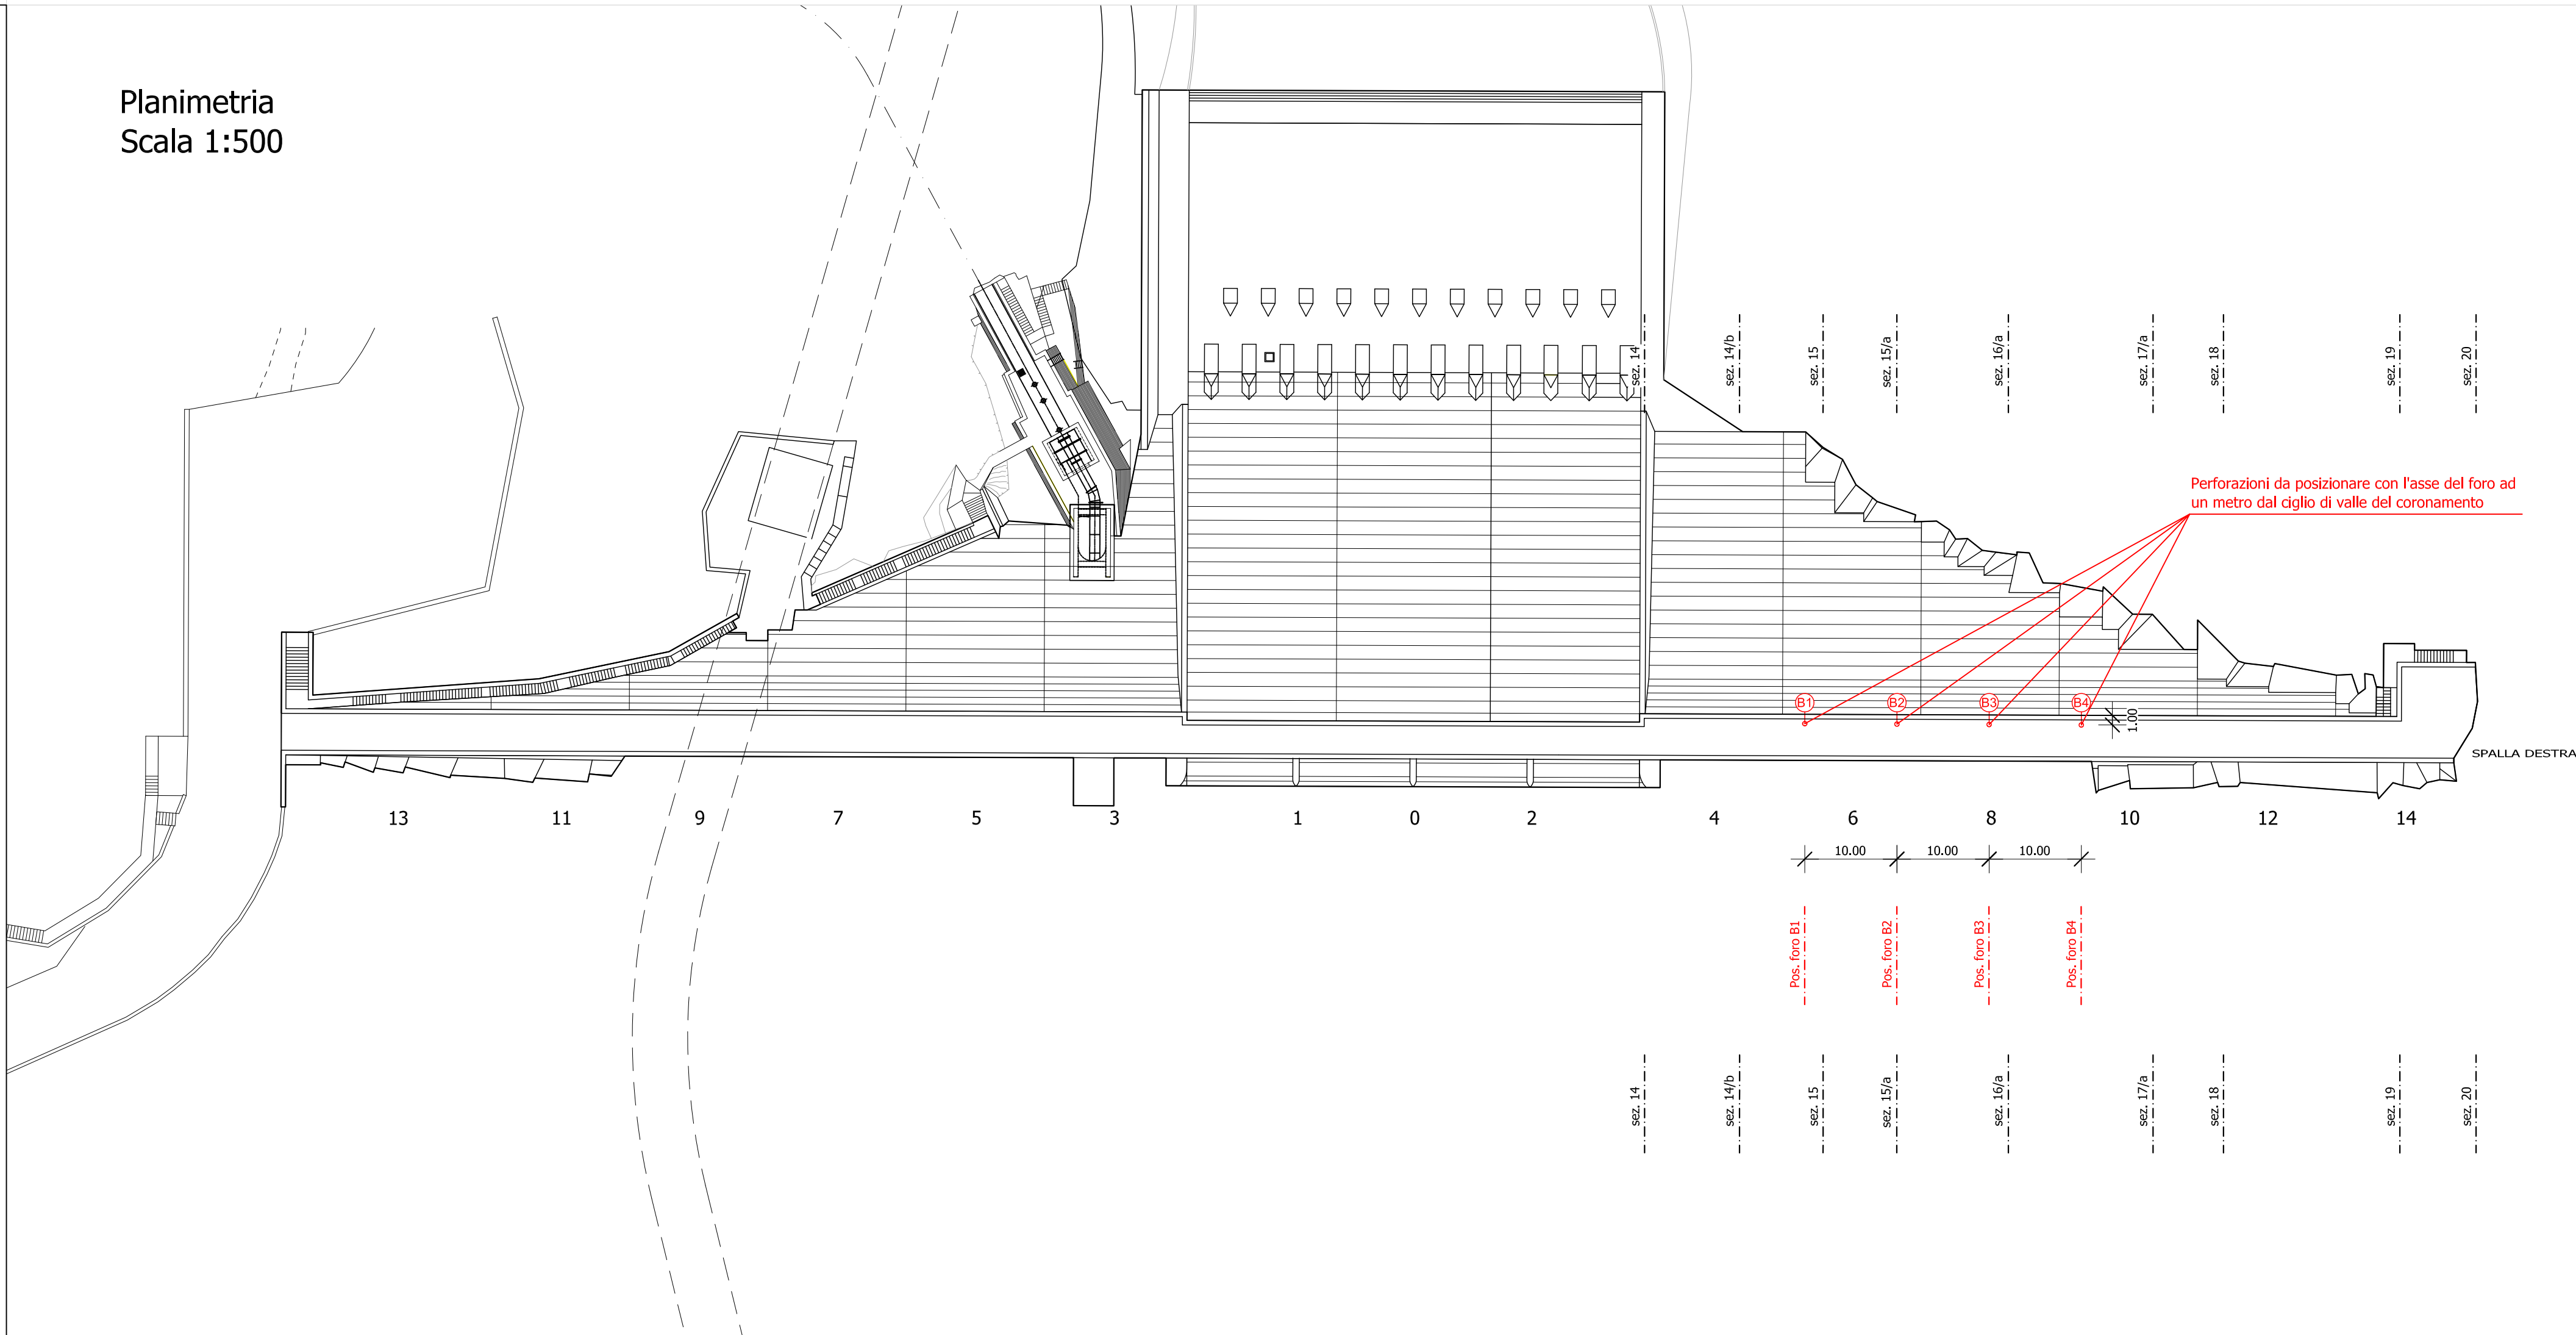 Planimetria
Scala 1:500
sez. 14
sez. 14/b
sez. 15
sez. 15/a
sez. 16/a
sez. 17/a
sez. 18
sez. 19
sez. 20
Perforazioni da posizionare con l'asse del foro ad
un metro dal ciglio di valle del coronamento
B1
B2
B3
B4
1.00
SPALLA DESTRA
13
11
9
7
5
3
1
0
2
4
6
8
10
12
14
10.00
10.00
10.00
Pos. foro B1
Pos. foro B2
Pos. foro B3
Pos. foro B4
sez. 14
sez. 14/b
sez. 15
sez. 15/a
sez. 16/a
sez. 17/a
sez. 18
sez. 19
sez. 20